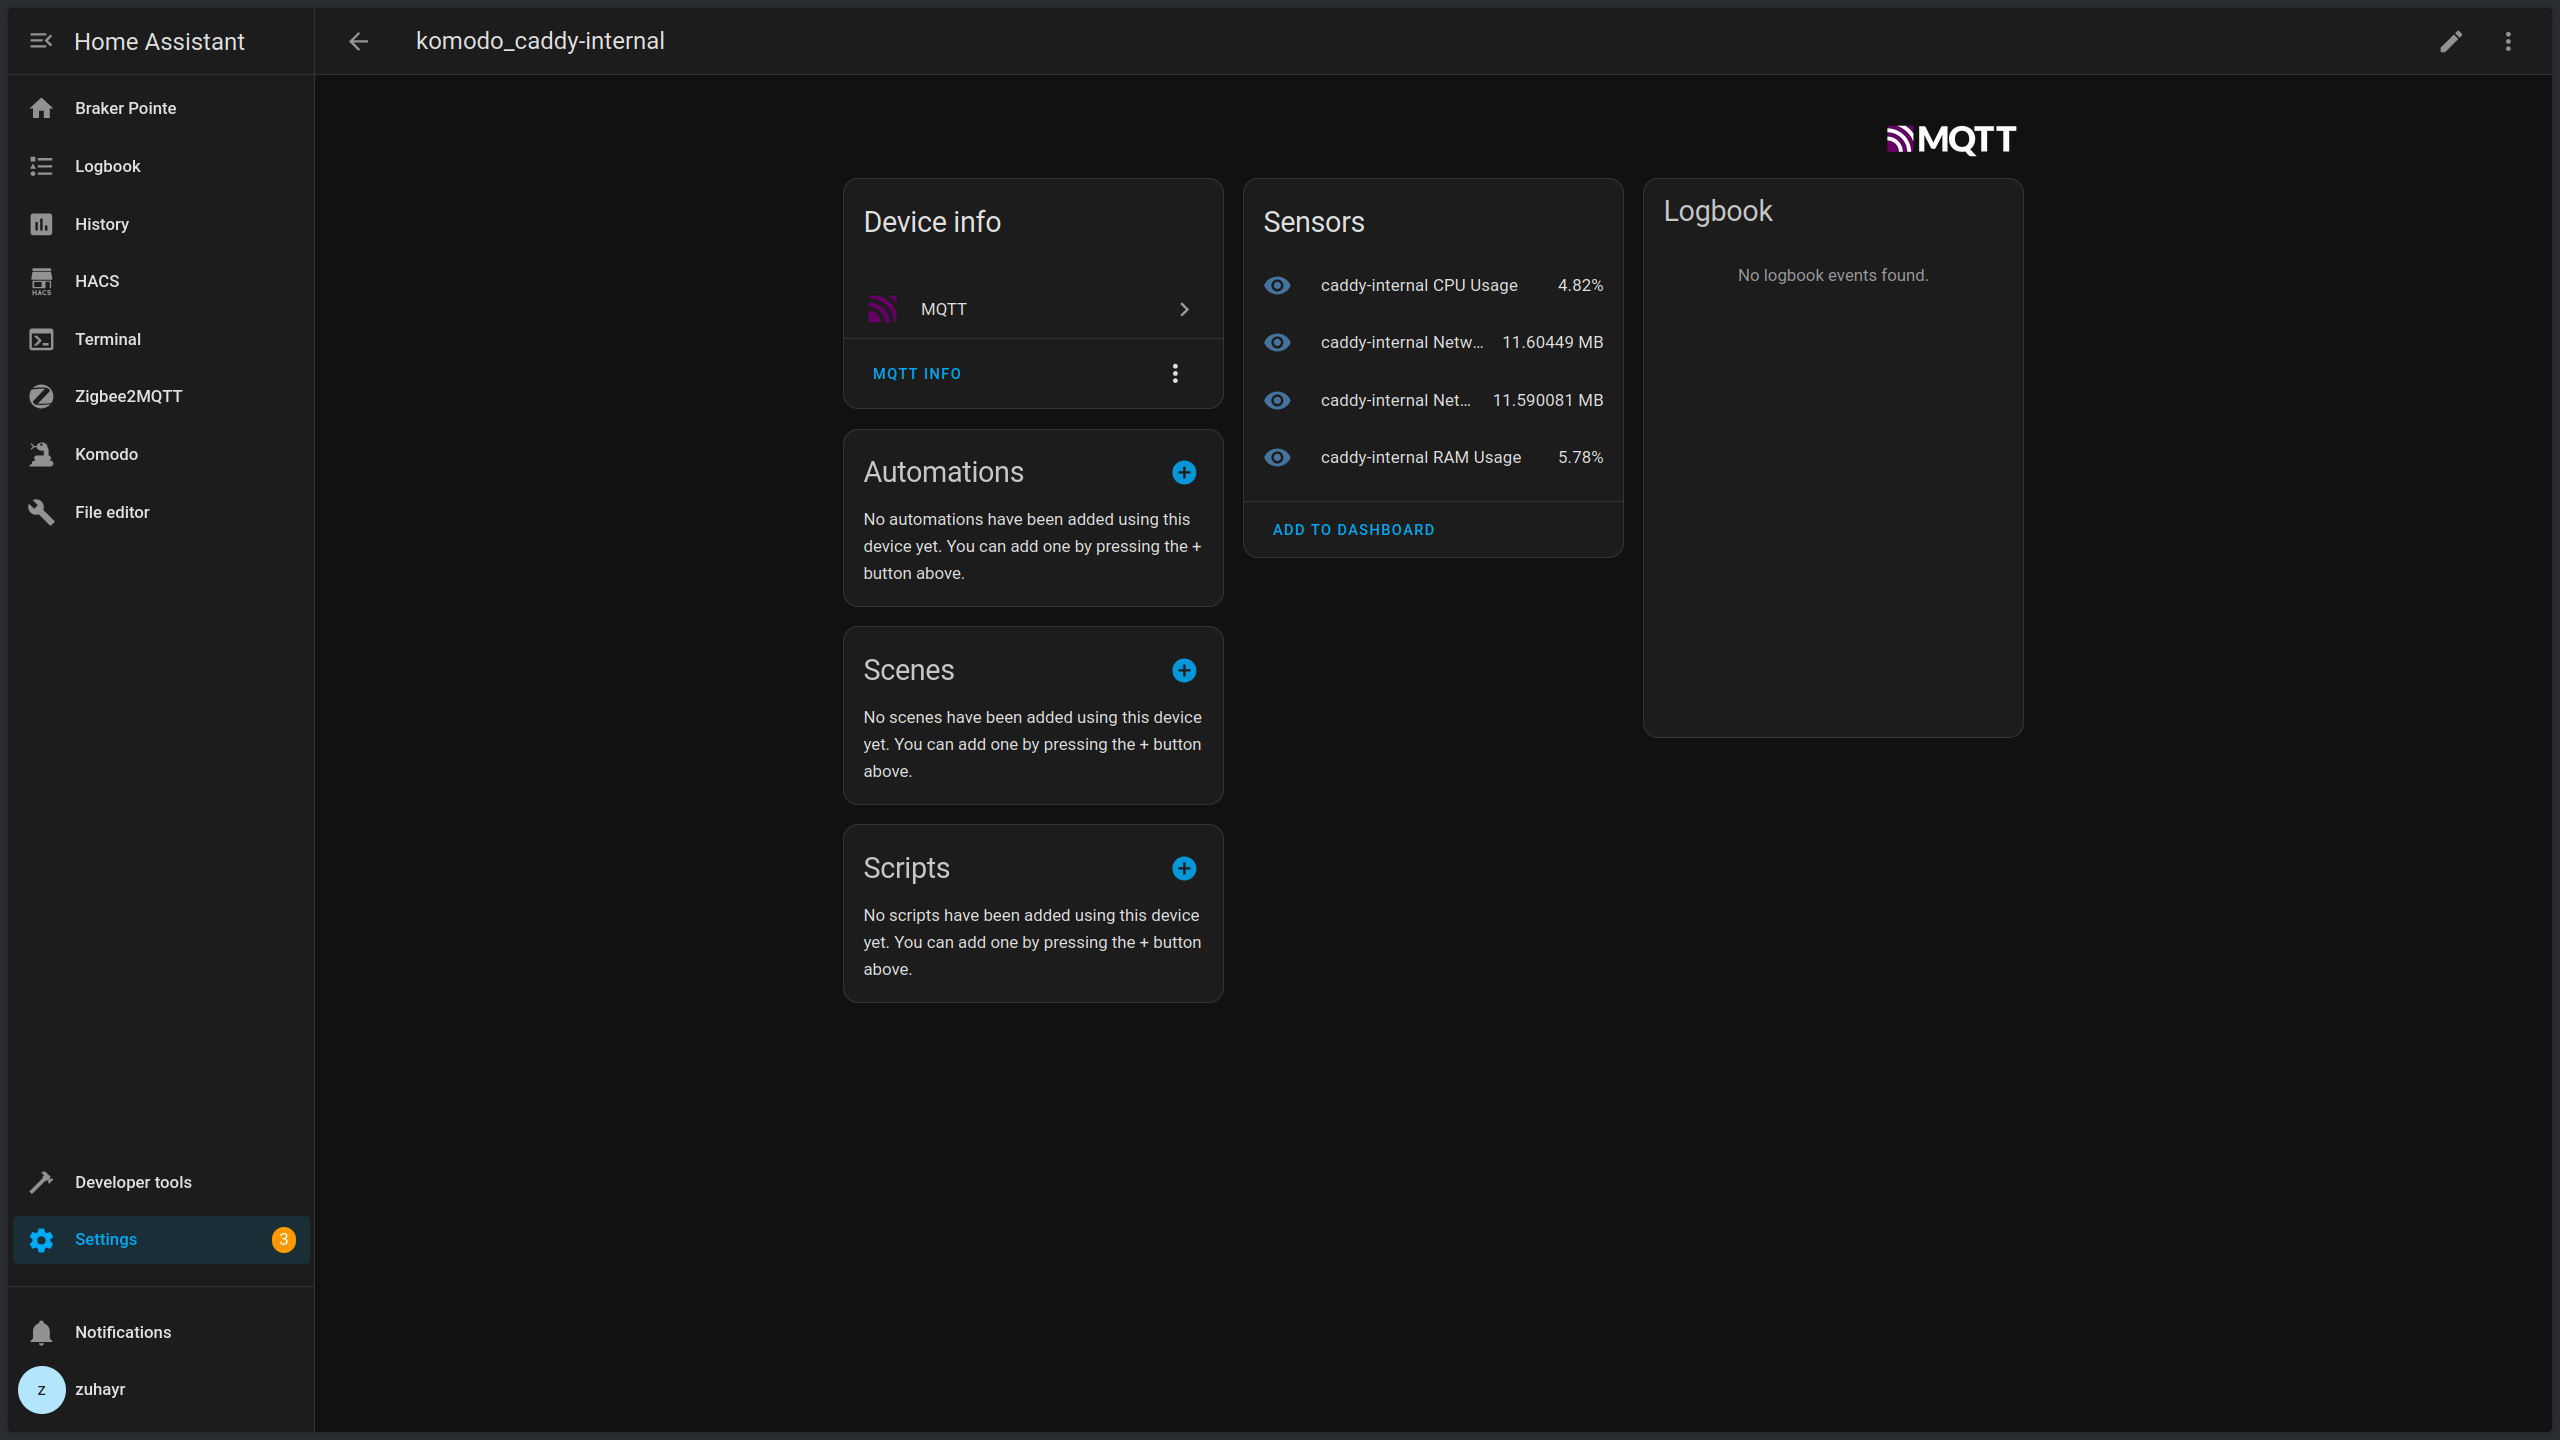 Home Assistant
komodo_caddy-internal
Braker Pointe
Logbook
History
HACS
HACS
Terminal
Zigbee2MQTT
Komodo
File editor
Developer tools
Settings
3
Notifications
z
zuhayr
MQTT
Device info
MQTT
MQTT INFO
Automations
No automations have been added using this
device yet. You can add one by pressing the +
button above.
Scenes
No scenes have been added using this device
yet. You can add one by pressing the + button
above.
Scripts
No scripts have been added using this device
yet. You can add one by pressing the + button
above.
Sensors
caddy-internal CPU Usage 4.82%
caddy-internal Netw... 11.60449 MB
caddy-internal Net... 11.590081 MB
caddy-internal RAM Usage 5.78%
ADD TO DASHBOARD
Logbook
No logbook events found.